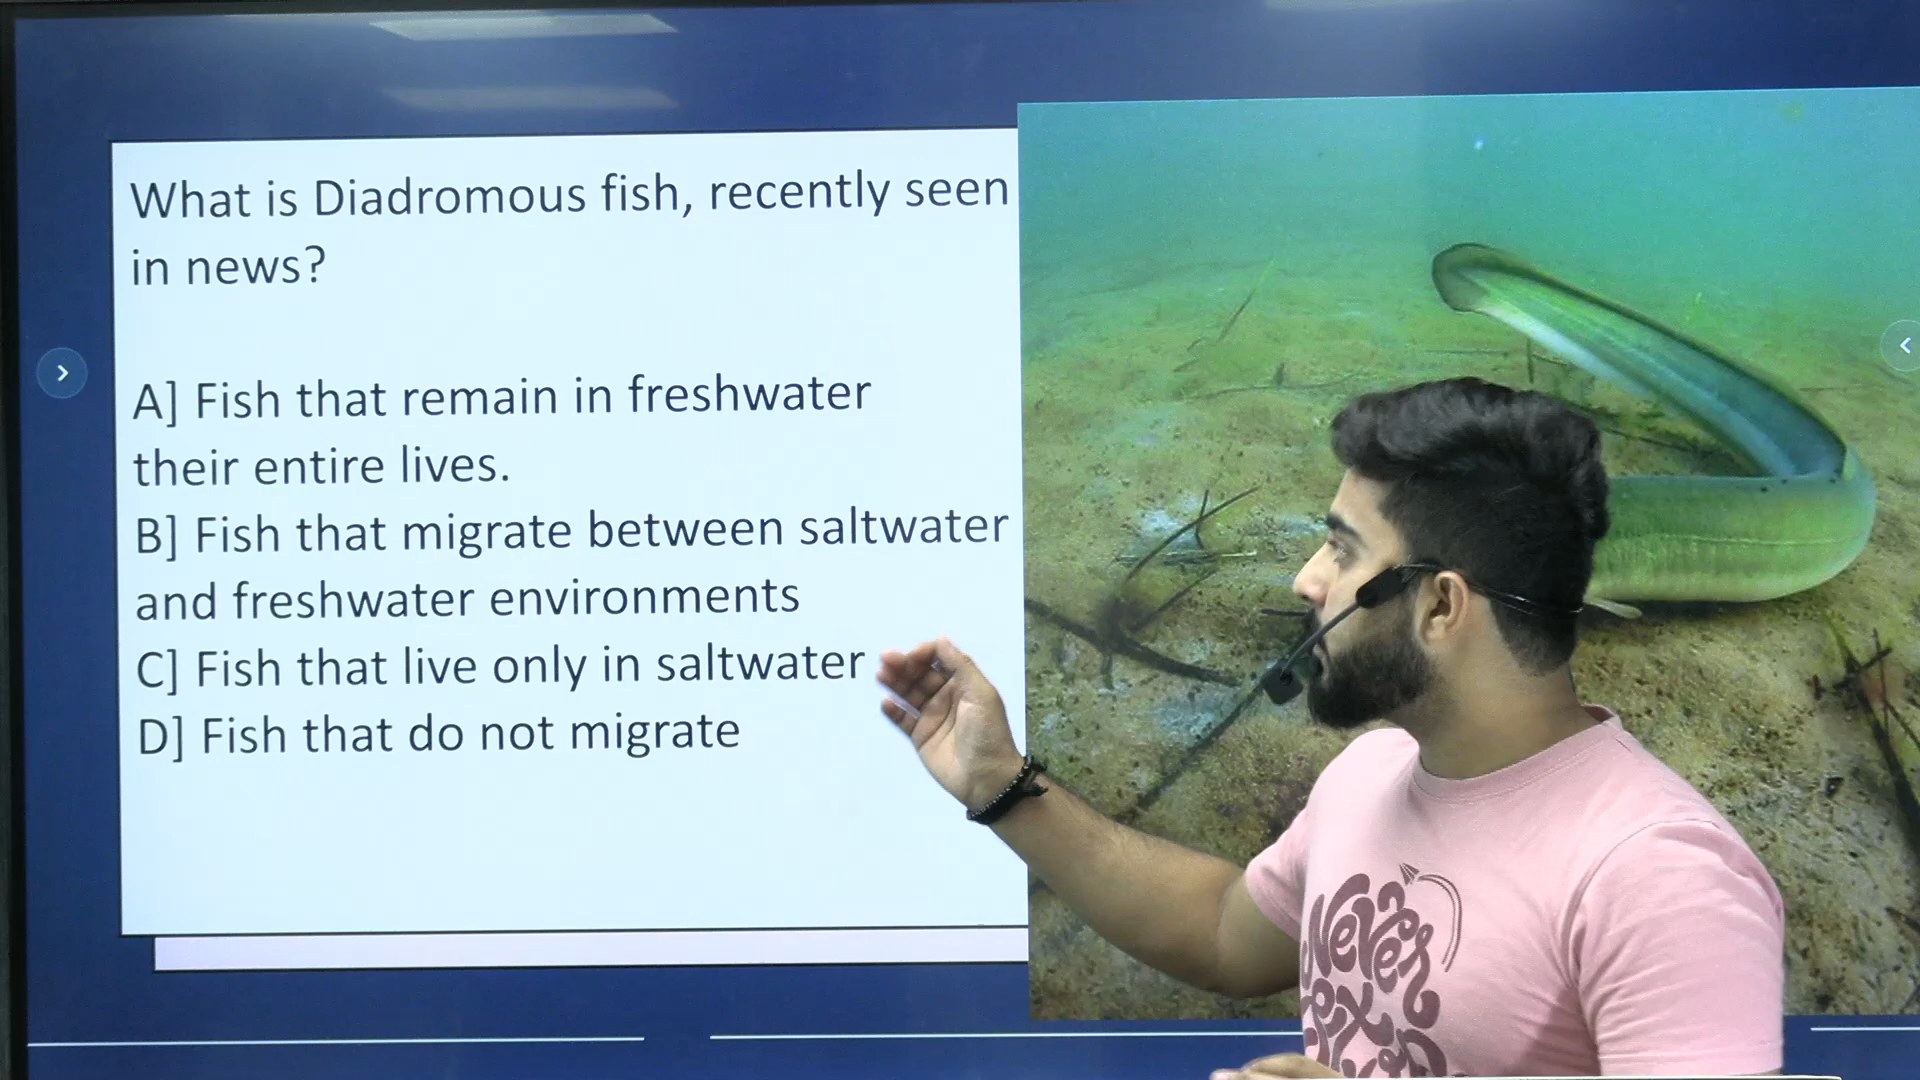 What is Diadromous fish, recently seen
in news?
A] Fish that remain in freshwater
their entire lives.
B] Fish that migrate between saltwater
and freshwater environments
C] Fish that live only in saltwater
D] Fish that do not migrate
Never